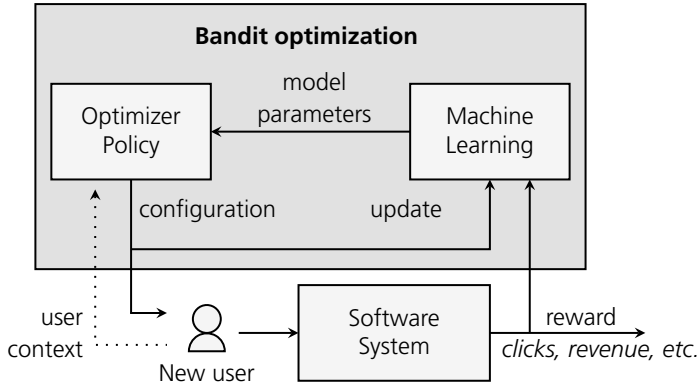 Bandit optimization
model
parameters
Optimizer
Policy
Machine
Learning
configuration
update
user
context
New user
Software
System
reward
clicks, revenue, etc.